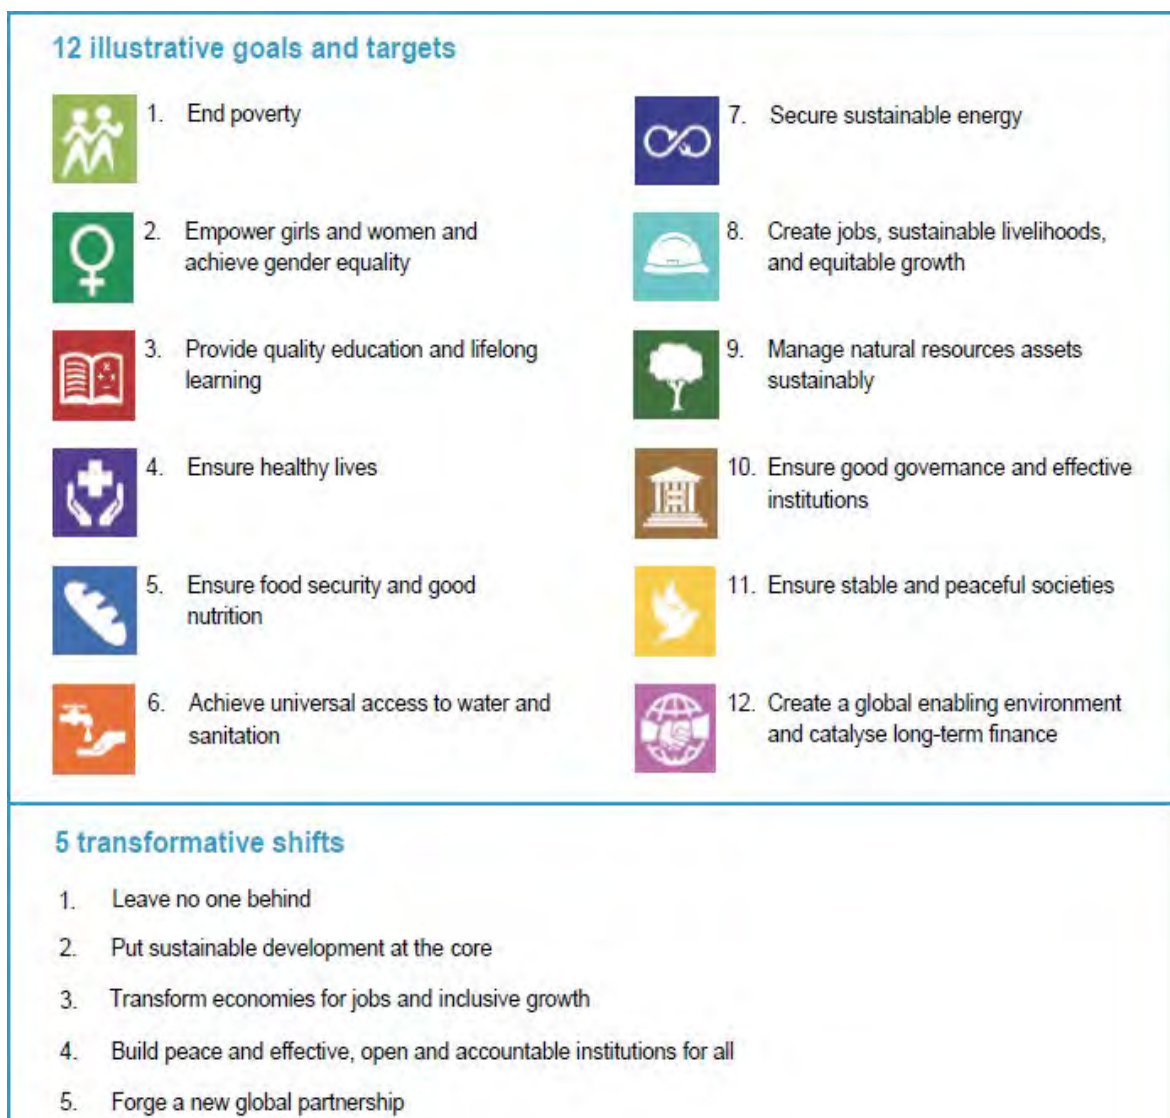 12 illustrative goals and targets
1. End poverty
2. Empower girls and women and
achieve gender equality
3. Provide quality education and lifelong
learning
4. Ensure healthy lives
5. Ensure food security and good
nutrition
6. Achieve universal access to water and
sanitation
7. Secure sustainable energy
8. Create jobs, sustainable livelihoods,
and equitable growth
9. Manage natural resources assets
sustainably
10. Ensure good governance and effective
institutions
11. Ensure stable and peaceful societies
12. Create a global enabling environment
and catalyse long-term finance
5 transformative shifts
1. Leave no one behind
2. Put sustainable development at the core
3. Transform economies for jobs and inclusive growth
4. Build peace and effective, open and accountable institutions for all
5. Forge a new global partnership